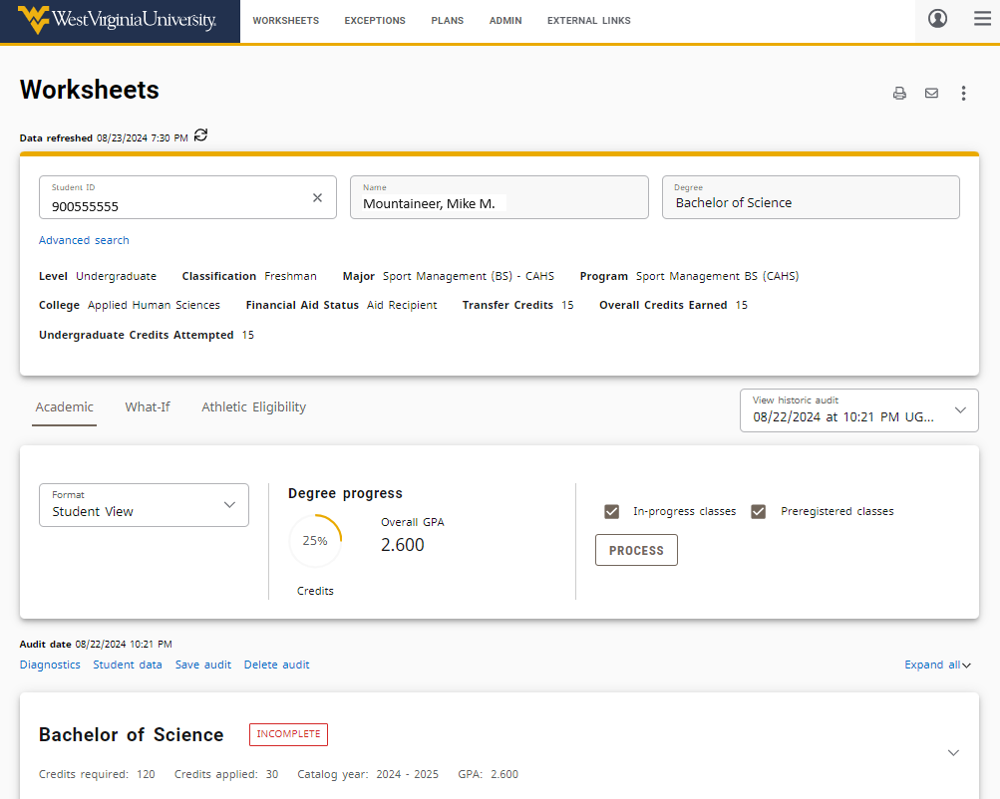 West Virginia University. WORKSHEETS EXCEPTIONS PLANS ADMIN EXTERNAL LINKS
Worksheets
Data refreshed 08/23/2024 7:30 PM
Student ID Name Degree
900555555 Mountaineer, Mike M. Bachelor of Science
Advanced search
Level Undergraduate Classification Freshman Major Sport Management (BS) - CAHS Program Sport Management BS (CAHS)
College Applied Human Sciences Financial Aid Status Aid Recipient Transfer Credits 15 Overall Credits Earned 15
Undergraduate Credits Attempted 15
Academic What-If Athletic Eligibility
View historic audit
08/22/2024 at 10:21 PM UG...
Format
Student View
Degree progress
25%
Overall GPA
2.600
Credits
In-progress classes Preregistered classes
PROCESS
Audit date 08/22/2024 10:21 PM
Diagnostics Student data Save audit Delete audit Expand all
Bachelor of Science INCOMPLETE
Credits required: 120 Credits applied: 30 Catalog year: 2024 - 2025 GPA: 2.600